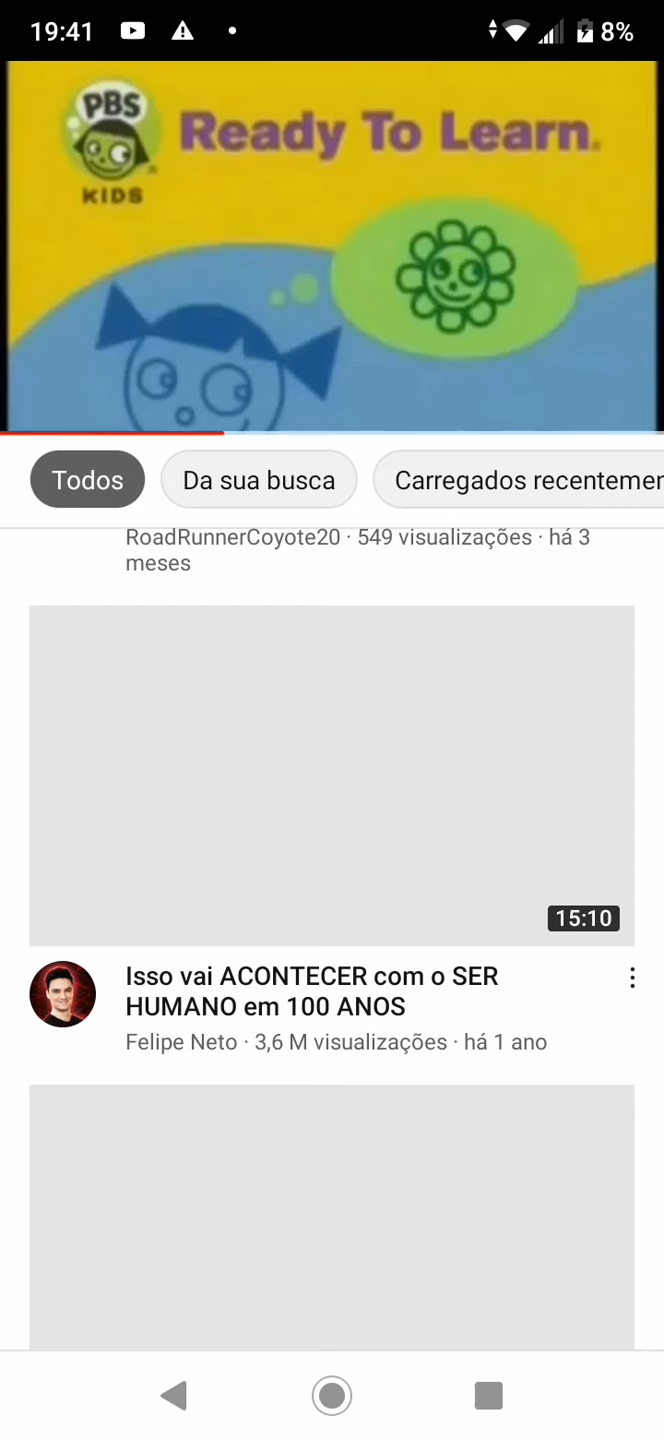 19:41
8%
PBS
KIDS
Ready To Learn.
Todos
Da sua busca
Carregados recentemen
RoadRunnerCoyote20 · 549 visualizações · há 3
meses
15:10
Isso vai ACONTECER com o SER
HUMANO em 100 ANOS
Felipe Neto · 3,6 M visualizações · há 1 ano